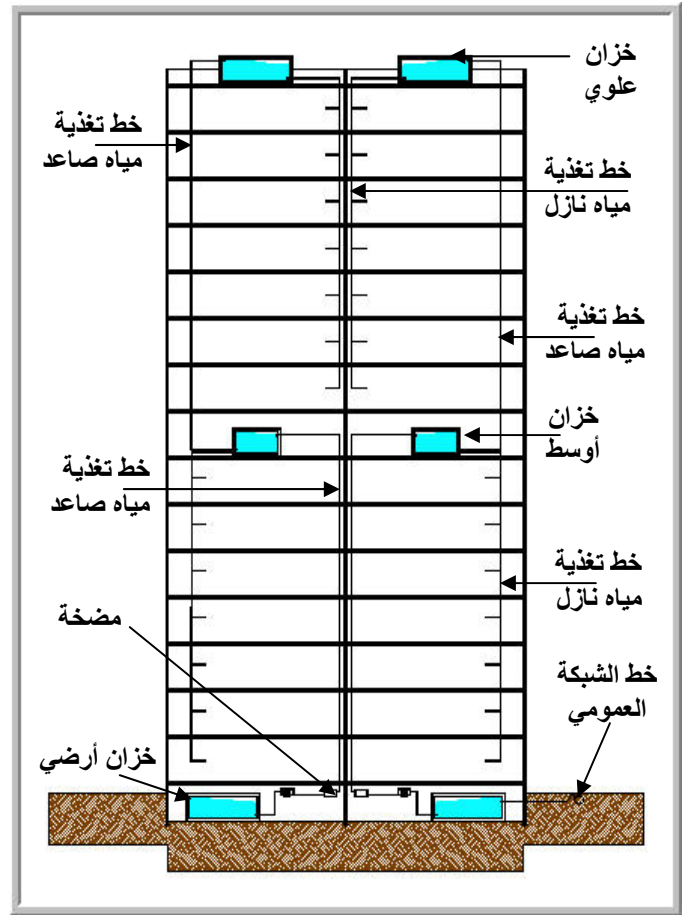 خزان
علوي
خط تغذية
مياه صاعد
خط تغذية
مياه نازل
خط تغذية
مياه صاعد
خزان
أوسط
خط تغذية
مياه صاعد
خط تغذية
مياه نازل
مضخة
خط الشبكة
العمومي
خزان أرضي